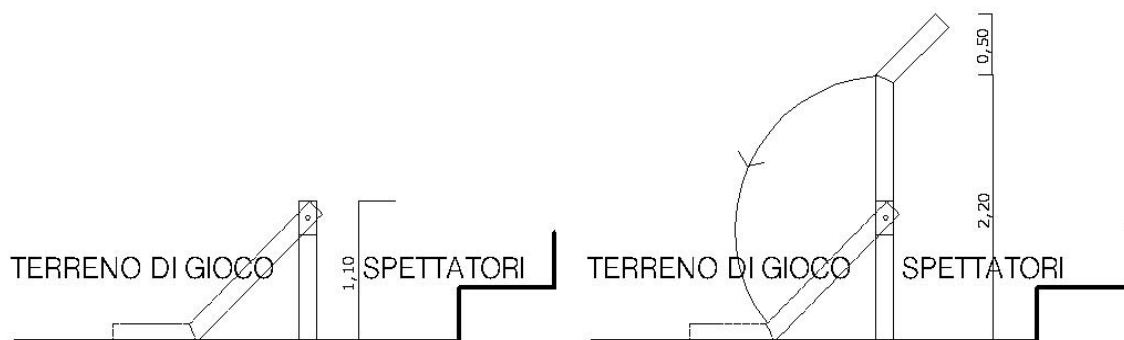 TERRENO DI GIOCO
1,10
SPETTATORI
TERRENO DI GIOCO
SPETTATORI
2,20
0,50